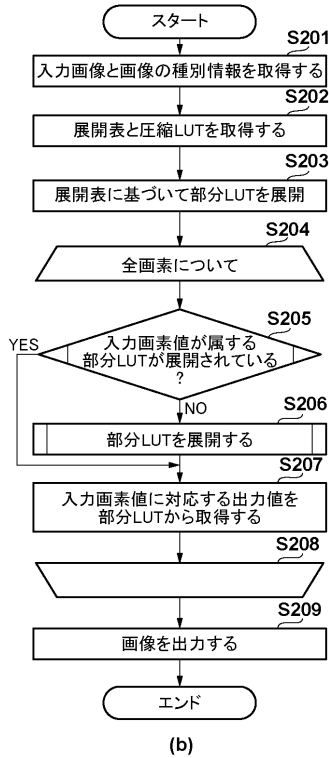 スタート
S201
入力画像と画像の種別情報を取得する
S202
展開表と圧縮LUTを取得する
S203
展開表に基づいて部分LUTを展開
S204
全画素について
S205
YES
入力画素値が属する
部分LUTが展開されている
?
NO
S206
部分LUTを展開する
S207
入力画素値に対応する出力値を
部分LUTから取得する
S208
S209
画像を出力する
エンド
(b)